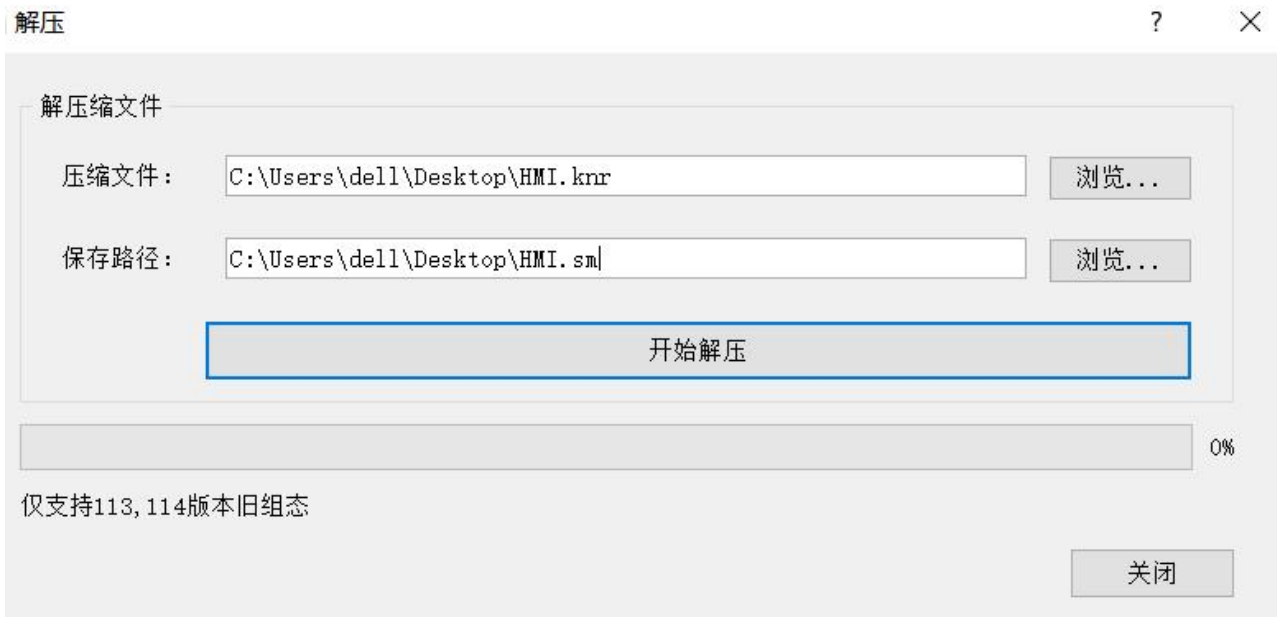 解压
?
解压缩文件
压缩文件: C:\Users\dell\Desktop\HMI.knr 浏览...
保存路径: C:\Users\dell\Desktop\HMI.sm 浏览...
开始解压
0%
仅支持113,114版本旧组态
关闭